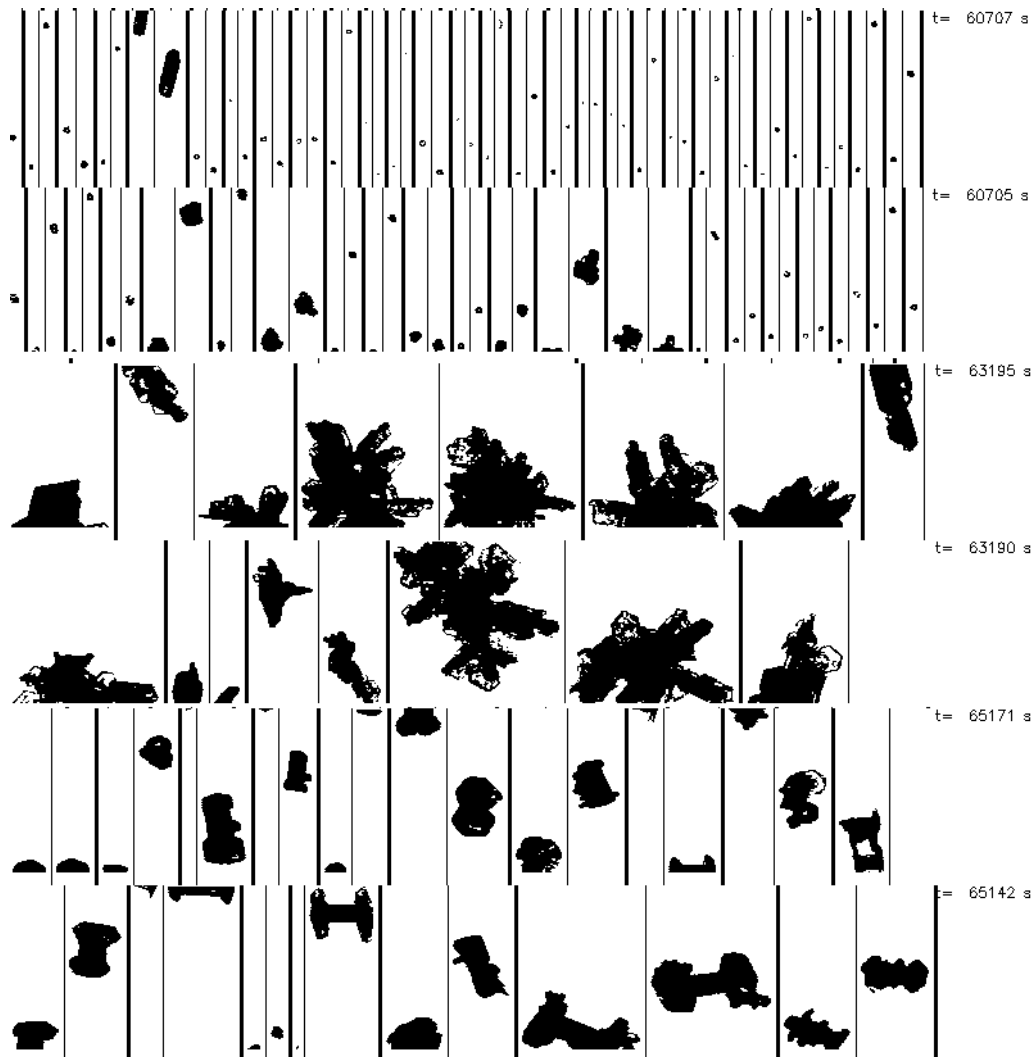 t= 60707 s
t= 60705 s
t= 63195 s
t= 63190 s
t= 65171 s
t= 65142 s